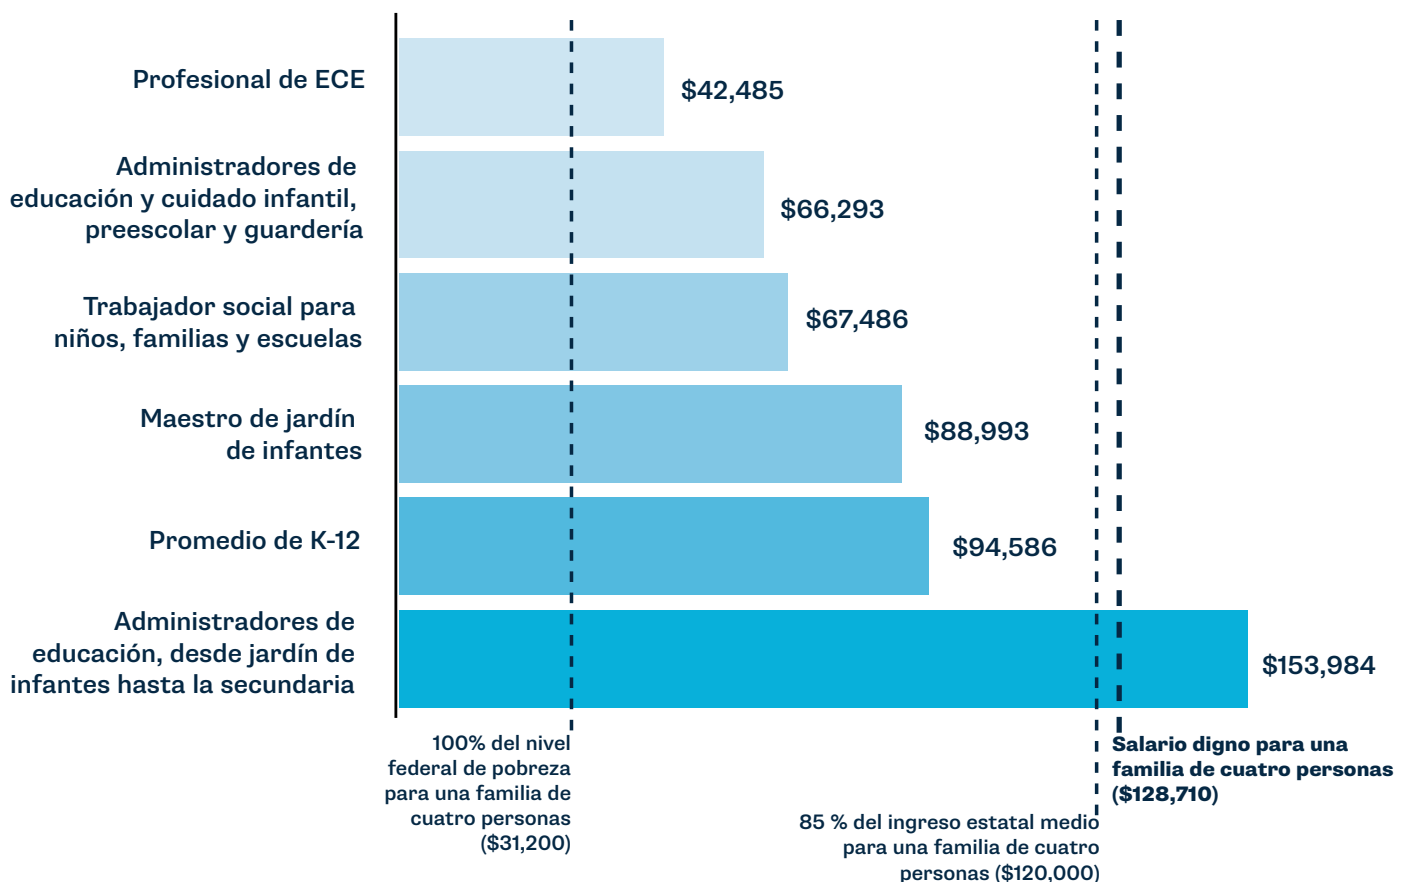 Profesional de ECE
$42,485
Administradores de
educación y cuidado infantil,
preescolar y guardería
$66,293
Trabajador social para
niños, familias y escuelas
$67,486
Maestro de jardín
de infantes
$88,993
Promedio de K-12
$94,586
Administradores de
educación, desde jardín de
infantes hasta la secundaria
$153,984
100% del nivel
federal de pobreza
para una familia de
cuatro personas
($31,200)
85 % del ingreso estatal medio
para una familia de cuatro
personas ($120,000)
Salario digno para una
familia de cuatro personas
($128,710)